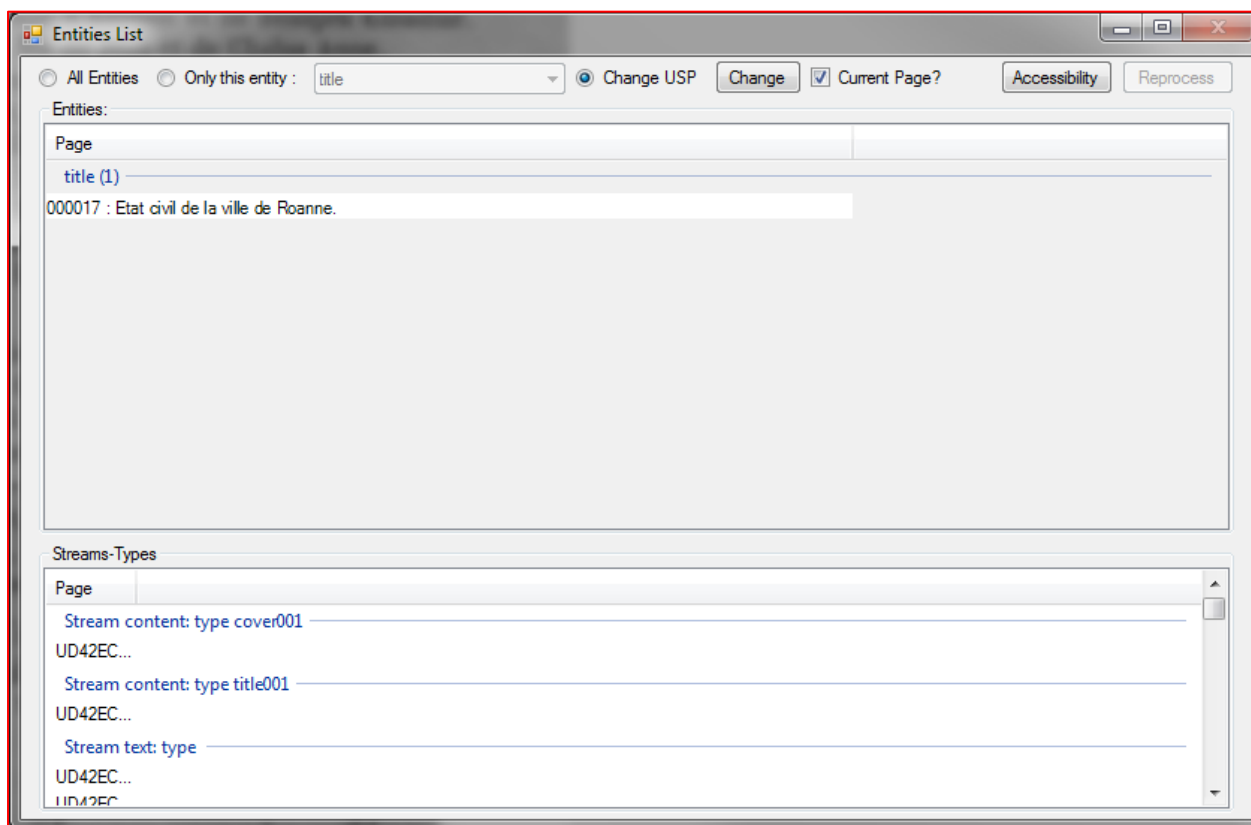 Entities List
All Entities Only this entity : title Change USP Change Current Page? Accessibility Reprocess
Entities:
Page
title (1)
000017 : Etat civil de la ville de Roanne.
Streams-Types
Page
Stream content: type cover001
UD42EC...
Stream content: type title001
UD42EC...
Stream text: type
UD42EC...
UD42EC